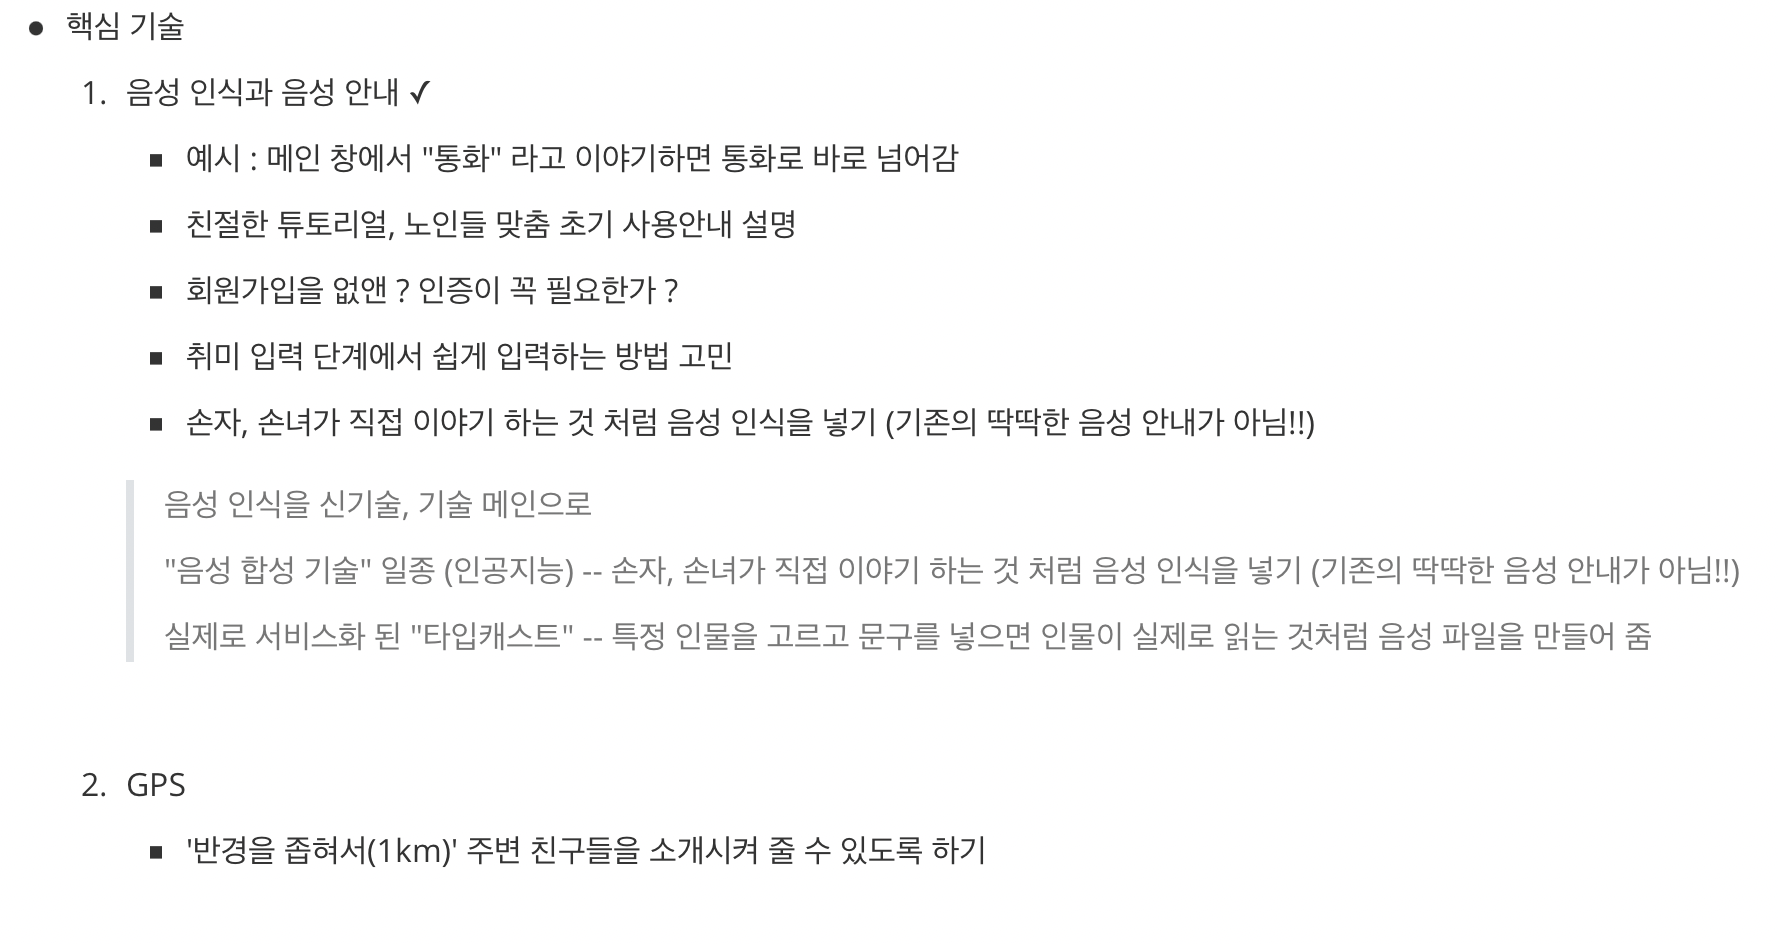 ● 핵심 기술
1. 음성 인식과 음성 안내 ✓
▪ 예시 : 메인 창에서 "통화" 라고 이야기하면 통화로 바로 넘어감
▪ 친절한 튜토리얼, 노인들 맞춤 초기 사용안내 설명
▪ 회원가입을 없앤 ? 인증이 꼭 필요한가 ?
▪ 취미 입력 단계에서 쉽게 입력하는 방법 고민
▪ 손자, 손녀가 직접 이야기 하는 것 처럼 음성 인식을 넣기 (기존의 딱딱한 음성 안내가 아님!!)
음성 인식을 신기술, 기술 메인으로
"음성 합성 기술" 일종 (인공지능) -- 손자, 손녀가 직접 이야기 하는 것 처럼 음성 인식을 넣기 (기존의 딱딱한 음성 안내가 아님!!)
실제로 서비스화 된 "타입캐스트" -- 특정 인물을 고르고 문구를 넣으면 인물이 실제로 읽는 것처럼 음성 파일을 만들어 줌
2. GPS
▪ '반경을 좁혀서(1km)' 주변 친구들을 소개시켜 줄 수 있도록 하기